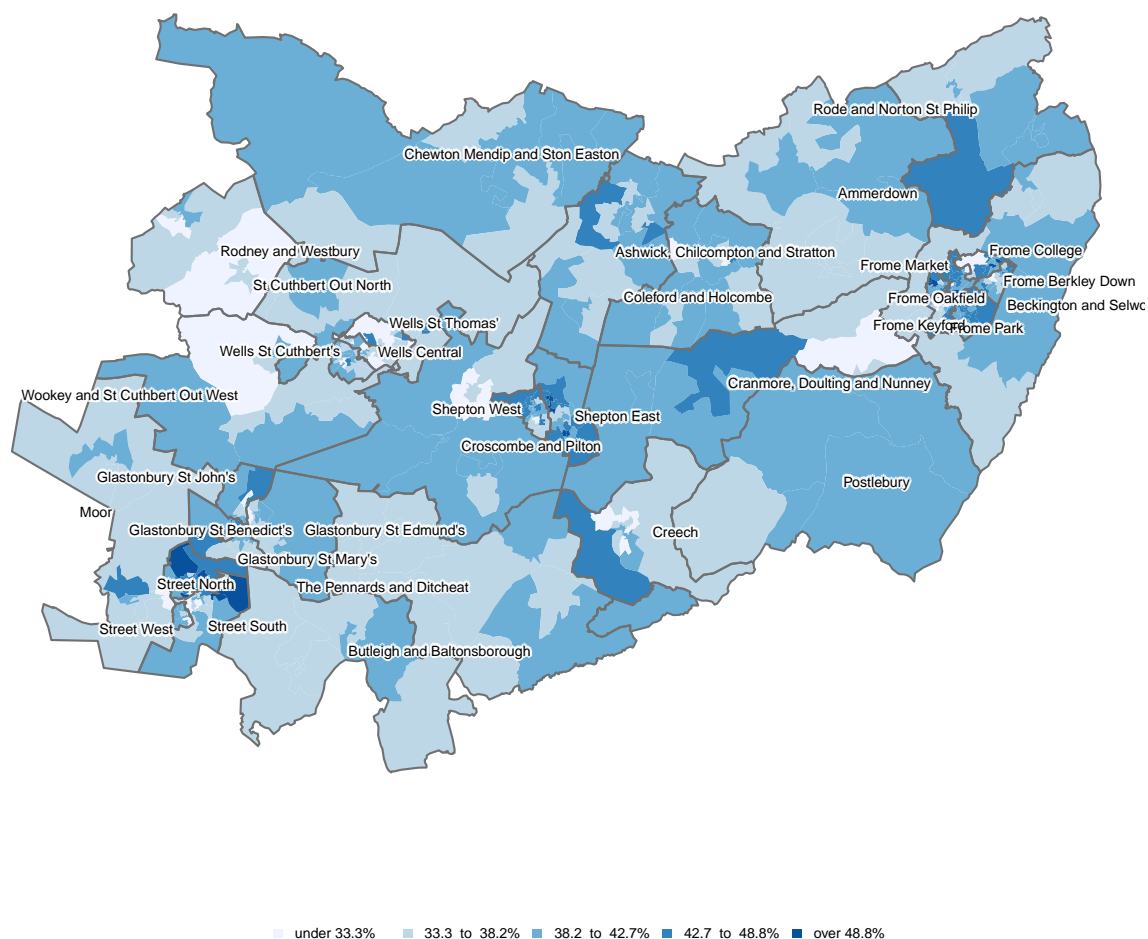 Rode and Norton St Philip
Chewton Mendip and Ston Easton
Ammerdown
Rodney and Westbury
Ashwick, Chilcompton and Stratton
Frome College
Frome Market
St Cuthbert Out North
Frome Berkley Down
Coleford and Holcombe
Frome Oakfield
Beckington and Selwo
Wells St Thomas'
Frome Keyford
Frome Park
Wells St Cuthbert's
Wells Central
Cranmore, Doulting and Nunney
Wookey and St Cuthbert Out West
Shepton West
Shepton East
Croscombe and Pilton
Glastonbury St John's
Postlebury
Moor
Glastonbury St Benedict's
Glastonbury St Edmund's
Creech
Glastonbury St Mary's
Street North
The Pennards and Ditcheat
Street West
Street South
Butleigh and Baltonsborough
under 33.3% 33.3 to 38.2% 38.2 to 42.7% 42.7 to 48.8% over 48.8%